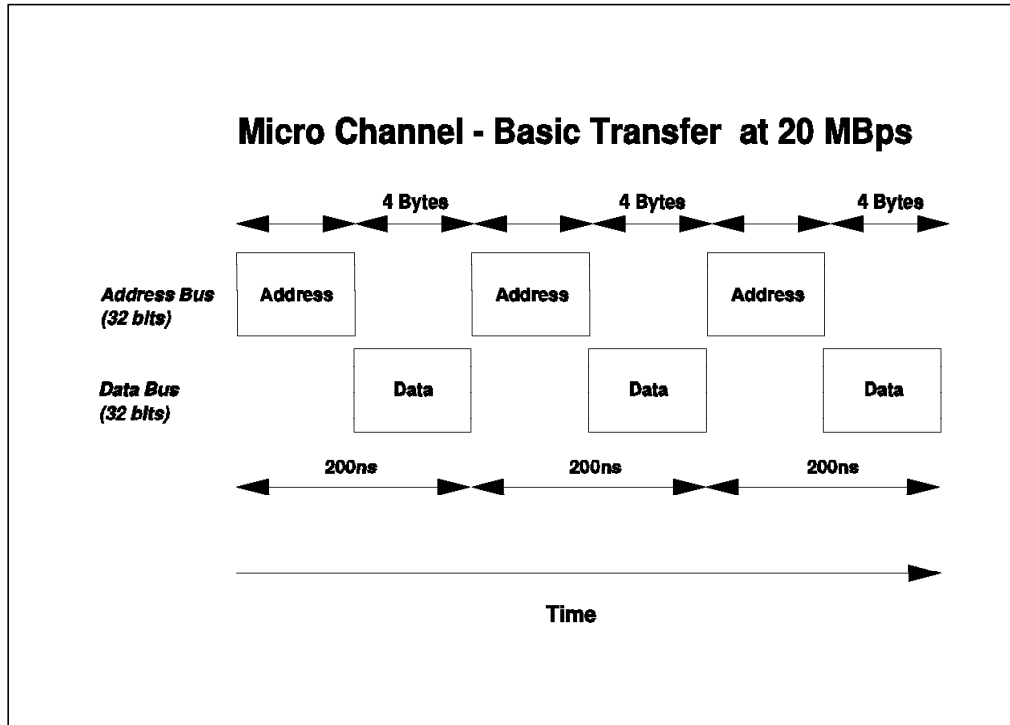 Micro Channel - Basic Transfer at 20 MBps
4 Bytes 4 Bytes 4 Bytes
Address Bus
(32 bits)
Address Address Address
Data Bus
(32 bits)
Data Data Data
200ns 200ns 200ns
Time